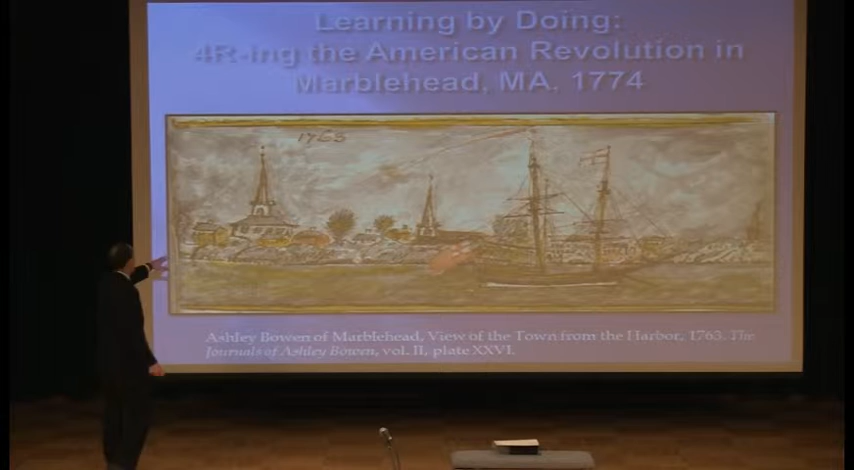 Learning by Doing:
4R-ing the American Revolution in
Marblehead, MA. 1774
1763
Ashley Bowen of Marblehead, View of the Town from the Harbor, 1763. The
Journals of Ashley Bowen, vol. II, plate XXVI.